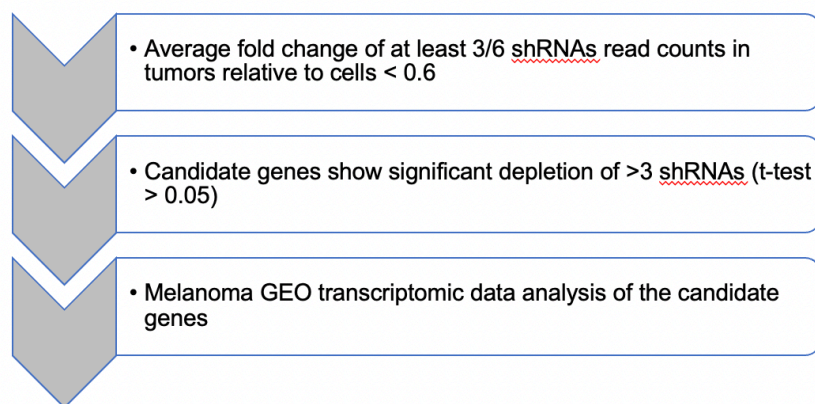 • Average fold change of at least 3/6 shRNAs read counts in
tumors relative to cells < 0.6
• Candidate genes show significant depletion of >3 shRNAs (t-test
> 0.05)
• Melanoma GEO transcriptomic data analysis of the candidate
genes